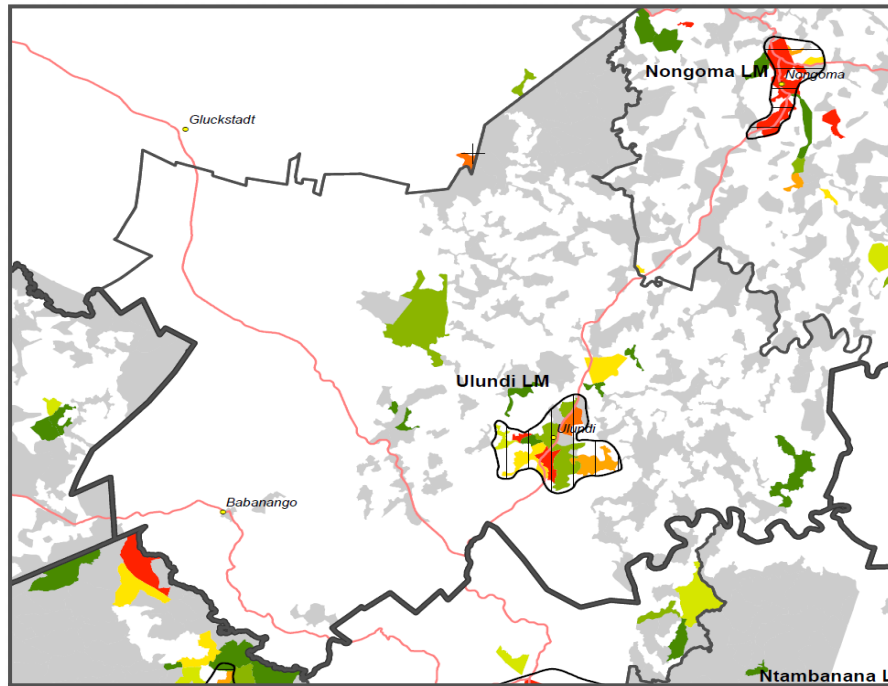 Nongoma LM
Nongoma
Gluckstadt
Ulundi LM
Ulundi
Babanango
Ntambanana L